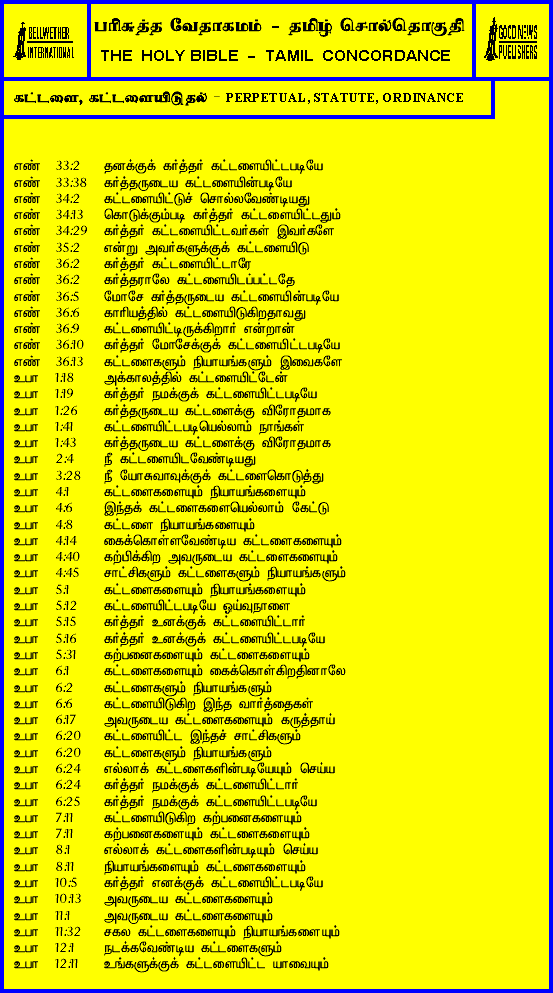 BELLWETHER INTERNATIONAL
பரிசுத்த வேதாகமம் - தமிழ் சொல்தொகுதி
THE HOLY BIBLE - TAMIL CONCORDANCE
GOOD NEWS PUBLISHERS
கட்டளை, கட்டளையிடுதல் - PERPETUAL, STATUTE, ORDINANCE
எண் 33:2 தனக்குக் கர்த்தர் கட்டளையிட்டபடியே
எண் 33:38 கர்த்தருடைய கட்டளையின்படியே
எண் 34:2 கட்டளையிட்டுச் சொல்லவேண்டியது
எண் 34:13 கொடுக்கும்படி கர்த்தர் கட்டளையிட்டதும்
எண் 34:29 கர்த்தர் கட்டளையிட்டவர்கள் இவர்களே
எண் 35:2 என்று அவர்களுக்குக் கட்டளையிடு
எண் 36:2 கர்த்தர் கட்டளையிட்டாரே
எண் 36:2 கர்த்தராலே கட்டளையிடப்பட்டதே
எண் 36:5 மோசே கர்த்தருடைய கட்டளையின்படியே
எண் 36:6 காரியத்தில் கட்டளையிடுகிறதாவது
எண் 36:9 கட்டளையிட்டிருக்கிறார் என்றான்
எண் 36:10 கர்த்தர் மோசேக்குக் கட்டளையிட்டபடியே
எண் 36:13 கட்டளைகளும் நியாயங்களும் இவைகளே
உபா 1:18 அக்காலத்தில் கட்டளையிட்டேன்
உபா 1:19 கர்த்தர் நமக்குக் கட்டளையிட்டபடியே
உபா 1:26 கர்த்தருடைய கட்டளைக்கு விரோதமாக
உபா 1:41 கட்டளையிட்டபடியெல்லாம் நாங்கள்
உபா 1:43 கர்த்தருடைய கட்டளைக்கு விரோதமாக
உபா 2:4 நீ கட்டளையிடவேண்டியது
உபா 3:28 நீ யோசுவாவுக்குக் கட்டளைகொடுத்து
உபா 4:1 கட்டளைகளையும் நியாயங்களையும்
உபா 4:6 இந்தக் கட்டளைகளையெல்லாம் கேட்டு
உபா 4:8 கட்டளை நியாயங்களையும்
உபா 4:14 கைக்கொள்ளவேண்டிய கட்டளைகளையும்
உபா 4:40 கற்பிக்கிற அவருடைய கட்டளைகளையும்
உபா 4:45 சாட்சிகளும் கட்டளைகளும் நியாயங்களும்
உபா 5:1 கட்டளைகளையும் நியாயங்களையும்
உபா 5:12 கட்டளையிட்டபடியே ஓய்வுநாளை
உபா 5:15 கர்த்தர் உனக்குக் கட்டளையிட்டார்
உபா 5:16 கர்த்தர் உனக்குக் கட்டளையிட்டபடியே
உபா 5:31 கற்பனைகளையும் கட்டளைகளையும்
உபா 6:1 கட்டளைகளையும் கைக்கொள்கிறதினாலே
உபா 6:2 கட்டளைகளும் நியாயங்களும்
உபா 6:6 கட்டளையிடுகிற இந்த வார்த்தைகள்
உபா 6:17 அவருடைய கட்டளைகளையும் கருத்தாய்
உபா 6:20 கட்டளையிட்ட இந்தச் சாட்சிகளும்
உபா 6:20 கட்டளைகளும் நியாயங்களும்
உபா 6:24 எல்லாக் கட்டளைகளின்படியேயும் செய்ய
உபா 6:24 கர்த்தர் நமக்குக் கட்டளையிட்டார்
உபா 6:25 கர்த்தர் நமக்குக் கட்டளையிட்டபடியே
உபா 7:11 கட்டளையிடுகிற கற்பனைகளையும்
உபா 7:11 கற்பனைகளையும் கட்டளைகளையும்
உபா 8:1 எல்லாக் கட்டளைகளின்படியும் செய்ய
உபா 8:11 நியாயங்களையும் கட்டளைகளையும்
உபா 10:5 கர்த்தர் எனக்குக் கட்டளையிட்டபடியே
உபா 10:13 அவருடைய கட்டளைகளையும்
உபா 11:1 அவருடைய கட்டளைகளையும்
உபா 11:32 சகல கட்டளைகளையும் நியாயங்களையும்
உபா 12:1 நடக்கவேண்டிய கட்டளைகளும்
உபா 12:11 உங்களுக்குக் கட்டளையிட்ட யாவையும்